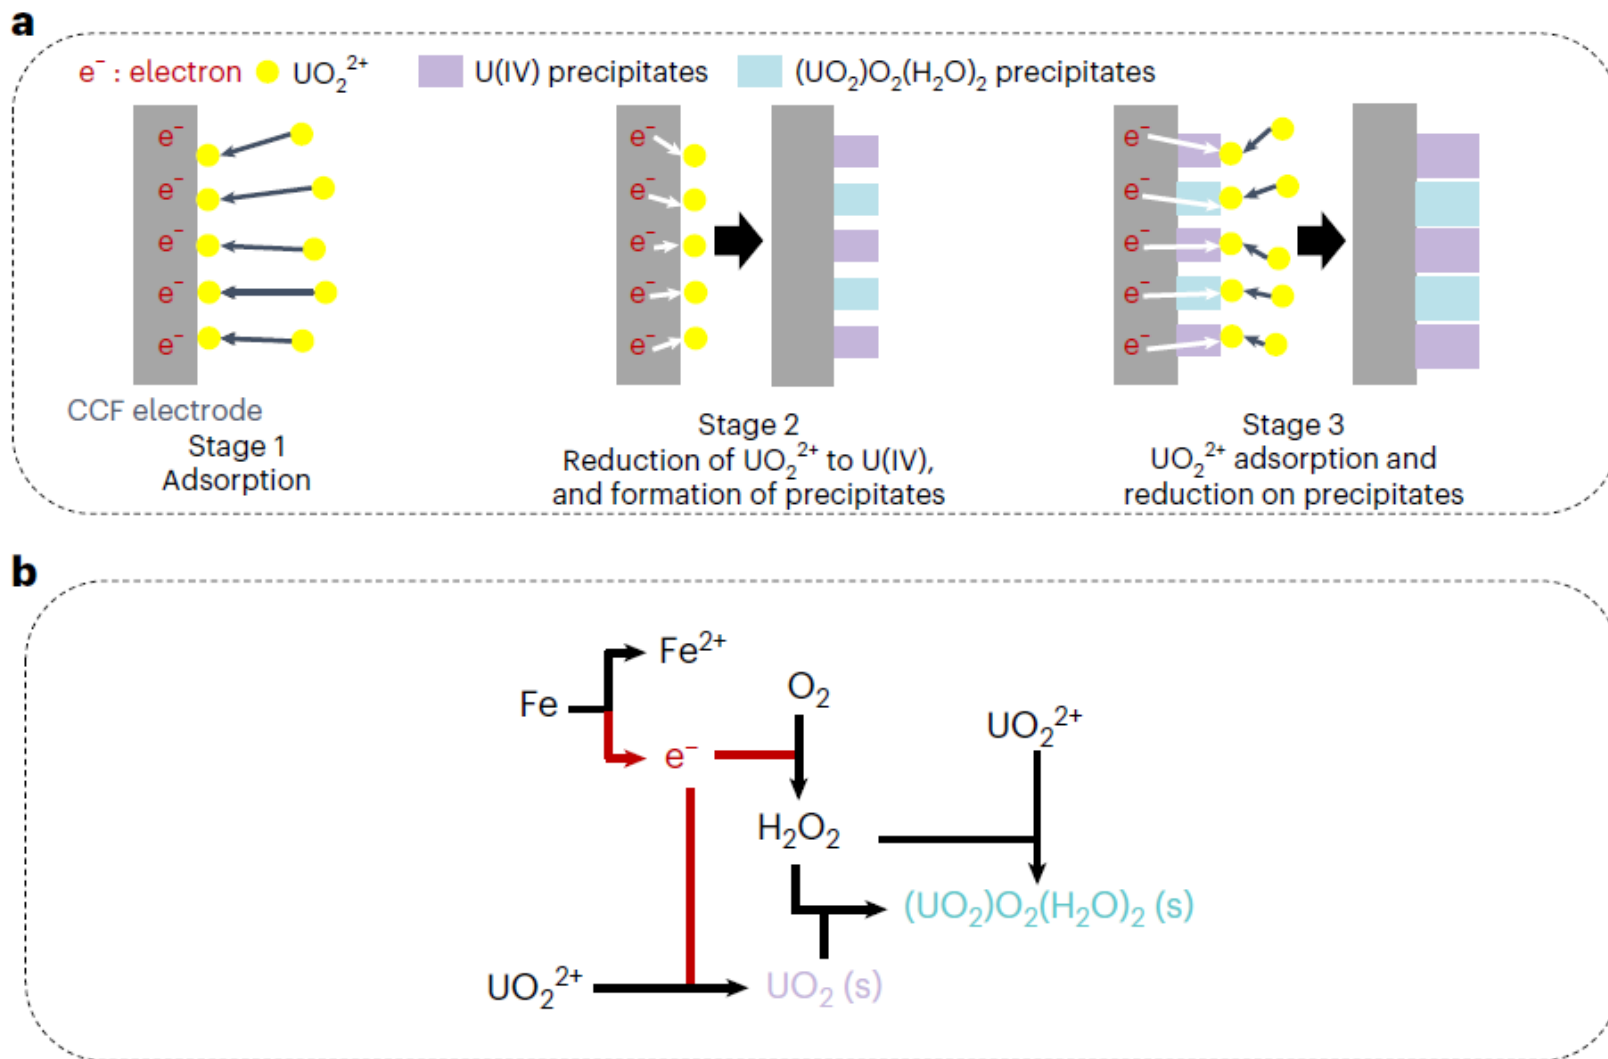 a
e⁻ : electron UO₂²⁺ U(IV) precipitates (UO₂)O₂(H₂O)₂ precipitates
e⁻ e⁻ e⁻
e⁻ e⁻ e⁻
e⁻ e⁻ e⁻
e⁻ e⁻ e⁻
e⁻ e⁻ e⁻
CCF electrode
Stage 1
Adsorption
Stage 2
Reduction of UO₂²⁺ to U(IV),
and formation of precipitates
Stage 3
UO₂²⁺ adsorption and
reduction on precipitates
b
Fe²⁺
Fe
O₂
UO₂²⁺
e⁻
H₂O₂
(UO₂)O₂(H₂O)₂ (s)
UO₂²⁺
UO₂ (s)